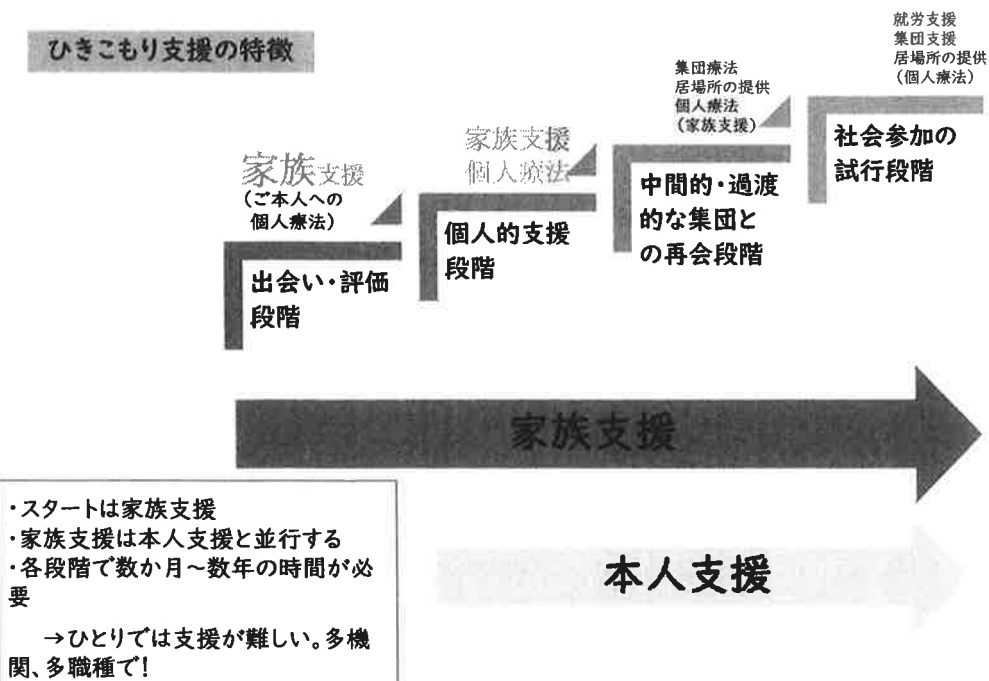 ひきこもり支援の特徴
家族支援
(ご本人への
個人療法)
出会い・評価
段階
家族支援
個人療法
個人的支援
段階
集団療法
居場所の提供
個人療法
(家族支援)
中間的・過渡
的な集団と
の再会段階
就労支援
集団支援
居場所の提供
(個人療法)
社会参加の
試行段階
家族支援
本人支援
・スタートは家族支援
・家族支援は本人支援と並行する
・各段階で数か月～数年の時間が必
要
→ひとりでは支援が難しい。多機
関、多職種で!